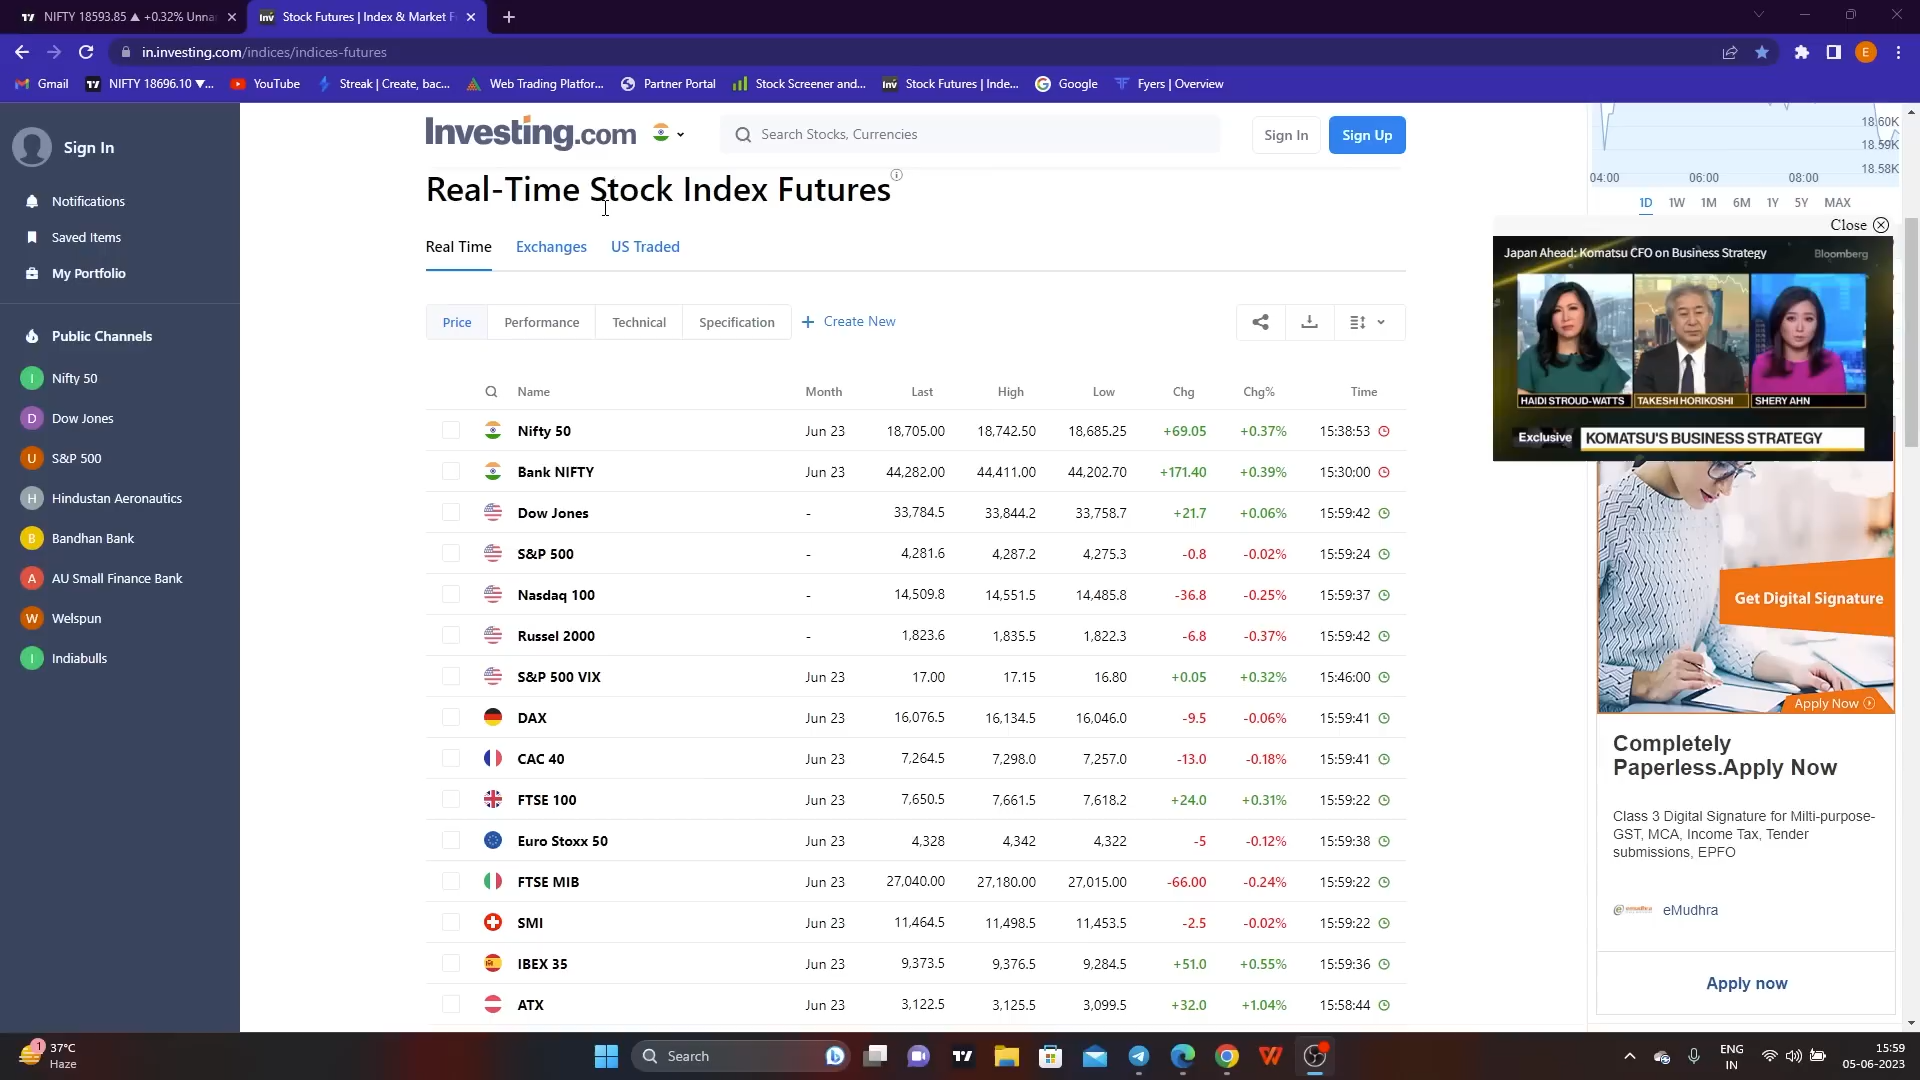 NIFTY 18593.85 ▲ +0.32% Unna
Stock Futures | Index & Market F
in.investing.com/indices/indices-futures
E
Gmail
NIFTY 18696.10 ▼...
YouTube
Streak | Create, bac...
Web Trading Platfor...
Partner Portal
Stock Screener and...
Stock Futures | Inde...
Google
Fyers | Overview
Sign In
Notifications
Saved Items
My Portfolio
Public Channels
I Nifty 50
D Dow Jones
U S&P 500
H Hindustan Aeronautics
B Bandhan Bank
A AU Small Finance Bank
W Welspun
I Indiabulls
Investing.com
Search Stocks, Currencies
Sign In
Sign Up
Real-Time Stock Index Futures
Real Time Exchanges US Traded
Price Performance Technical Specification + Create New
Name Month Last High Low Chg Chg% Time
Nifty 50 Jun 23 18,705.00 18,742.50 18,685.25 +69.05 +0.37% 15:38:53
Bank NIFTY Jun 23 44,282.00 44,411.00 44,202.70 +171.40 +0.39% 15:30:00
Dow Jones - 33,784.5 33,844.2 33,758.7 +21.7 +0.06% 15:59:42
S&P 500 - 4,281.6 4,287.2 4,275.3 -0.8 -0.02% 15:59:24
Nasdaq 100 - 14,509.8 14,551.5 14,485.8 -36.8 -0.25% 15:59:37
Russel 2000 - 1,823.6 1,835.5 1,822.3 -6.8 -0.37% 15:59:42
S&P 500 VIX Jun 23 17.00 17.15 16.80 +0.05 +0.32% 15:46:00
DAX Jun 23 16,076.5 16,134.5 16,046.0 -9.5 -0.06% 15:59:41
CAC 40 Jun 23 7,264.5 7,298.0 7,257.0 -13.0 -0.18% 15:59:41
FTSE 100 Jun 23 7,650.5 7,661.5 7,618.2 +24.0 +0.31% 15:59:22
Euro Stoxx 50 Jun 23 4,328 4,342 4,322 -5 -0.12% 15:59:38
FTSE MIB Jun 23 27,040.00 27,180.00 27,015.00 -66.00 -0.24% 15:59:22
SMI Jun 23 11,464.5 11,498.5 11,453.5 -2.5 -0.02% 15:59:22
IBEX 35 Jun 23 9,373.5 9,376.5 9,284.5 +51.0 +0.55% 15:59:36
ATX Jun 23 3,122.5 3,125.5 3,099.5 +32.0 +1.04% 15:58:44
18.60K
18.59K
18.58K
04:00 06:00 08:00
1D 1W 1M 6M 1Y 5Y MAX
Close
Japan Ahead: Komatsu CFO on Business Strategy
Bloomberg
HAIDI STROUD-WATTS TAKESHI HORIKOSHI SHERY AHN
Exclusive KOMATSU'S BUSINESS STRATEGY
Get Digital Signature
Apply Now
Completely
Paperless.Apply Now
Class 3 Digital Signature for Milti-purpose-
GST, MCA, Income Tax, Tender
submissions, EPFO
eMudhra
Apply now
1
37°C
Haze
Search
ENG
IN
15:59
05-06-2023